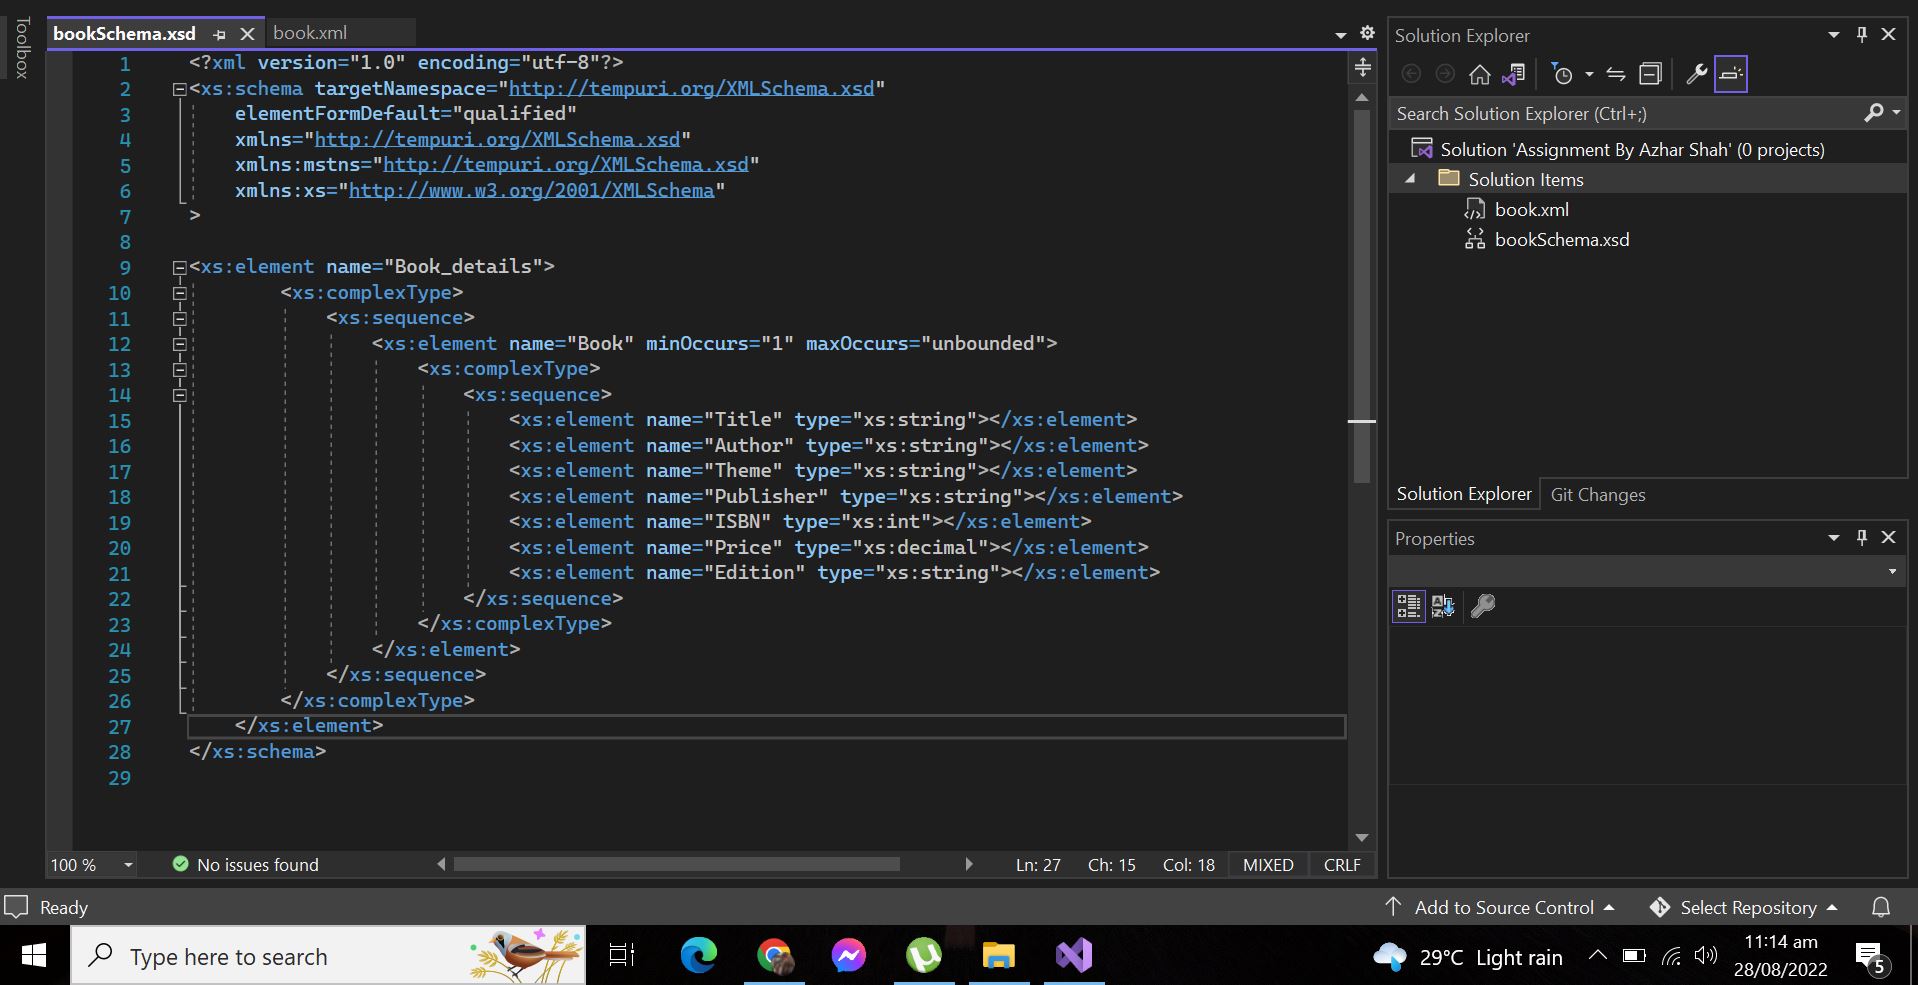 Toolbox
bookSchema.xsd
book.xml
1 <?xml version="1.0" encoding="utf-8"?>
2 <xs:schema targetNamespace="http://tempuri.org/XMLSchema.xsd"
3 elementFormDefault="qualified"
4 xmlns="http://tempuri.org/XMLSchema.xsd"
5 xmlns:mstns="http://tempuri.org/XMLSchema.xsd"
6 xmlns:xs="http://www.w3.org/2001/XMLSchema"
7 >
8
9 <xs:element name="Book_details">
10 <xs:complexType>
11 <xs:sequence>
12 <xs:element name="Book" minOccurs="1" maxOccurs="unbounded">
13 <xs:complexType>
14 <xs:sequence>
15 <xs:element name="Title" type="xs:string"></xs:element>
16 <xs:element name="Author" type="xs:string"></xs:element>
17 <xs:element name="Theme" type="xs:string"></xs:element>
18 <xs:element name="Publisher" type="xs:string"></xs:element>
19 <xs:element name="ISBN" type="xs:int"></xs:element>
20 <xs:element name="Price" type="xs:decimal"></xs:element>
21 <xs:element name="Edition" type="xs:string"></xs:element>
22 </xs:sequence>
23 </xs:complexType>
24 </xs:element>
25 </xs:sequence>
26 </xs:complexType>
27 </xs:element>
28 </xs:schema>
29
100 % No issues found Ln: 27 Ch: 15 Col: 18 MIXED CRLF
Solution Explorer
Search Solution Explorer (Ctrl+;)
Solution 'Assignment By Azhar Shah' (0 projects)
Solution Items
book.xml
bookSchema.xsd
Solution Explorer Git Changes
Properties
Ready Add to Source Control Select Repository
Type here to search
29°C Light rain
11:14 am
28/08/2022
5